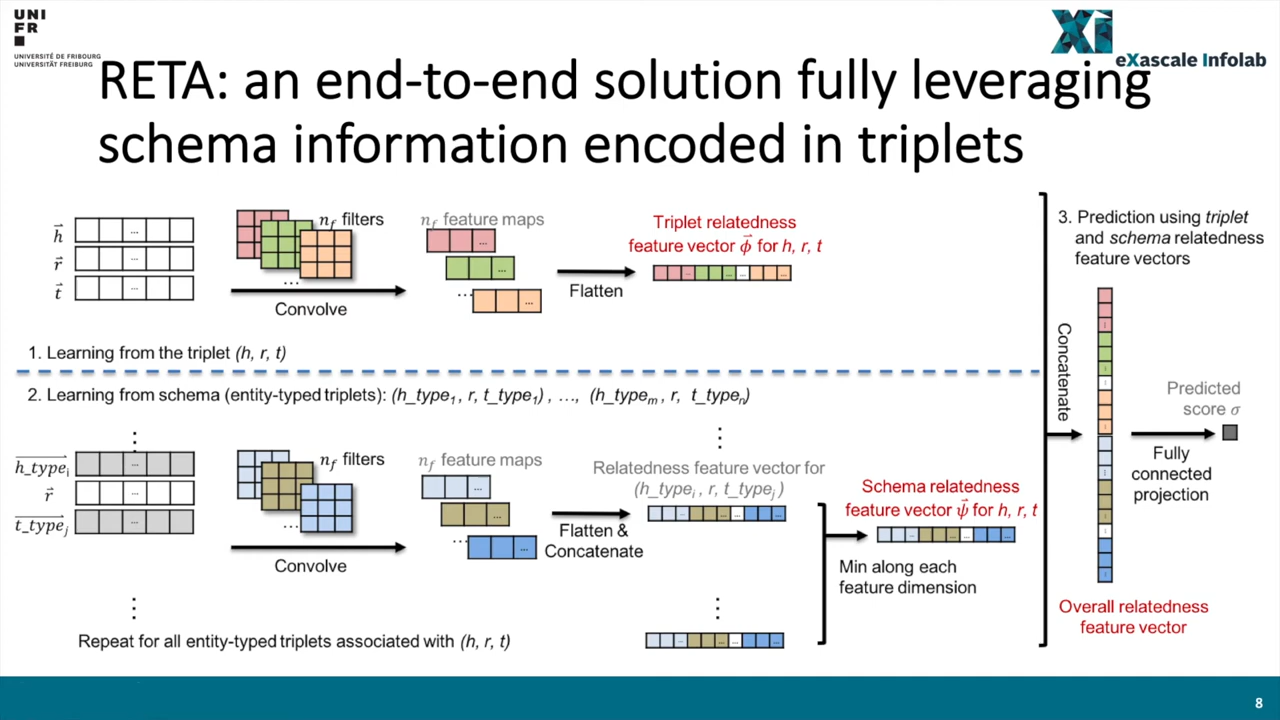 UNI
FR
UNIVERSITÉ DE FRIBOURG
UNIVERSITÄT FREIBURG
eXascale Infolab
RETA: an end-to-end solution fully leveraging
schema information encoded in triplets
h
r
t
...
...
...
n_f filters
...
Convolve
n_f feature maps
...
...
...
...
Flatten
Triplet relatedness
feature vector ϕ for h, r, t
1. Learning from the triplet (h, r, t)
2. Learning from schema (entity-typed triplets): (h_type₁, r, t_type₁) , …, (h_typeₘ, r, t_typeₙ)
h_typeᵢ
r
t_typeⱼ
...
...
...
n_f filters
...
Convolve
n_f feature maps
...
...
...
...
Flatten &
Concatenate
Relatedness feature vector for
(h_typeᵢ, r, t_typeⱼ)
Repeat for all entity-typed triplets associated with (h, r, t)
Schema relatedness
feature vector ψ for h, r, t
Min along each
feature dimension
3. Prediction using triplet
and schema relatedness
feature vectors
Concatenate
Predicted
score σ
Fully
connected
projection
Overall relatedness
feature vector
8